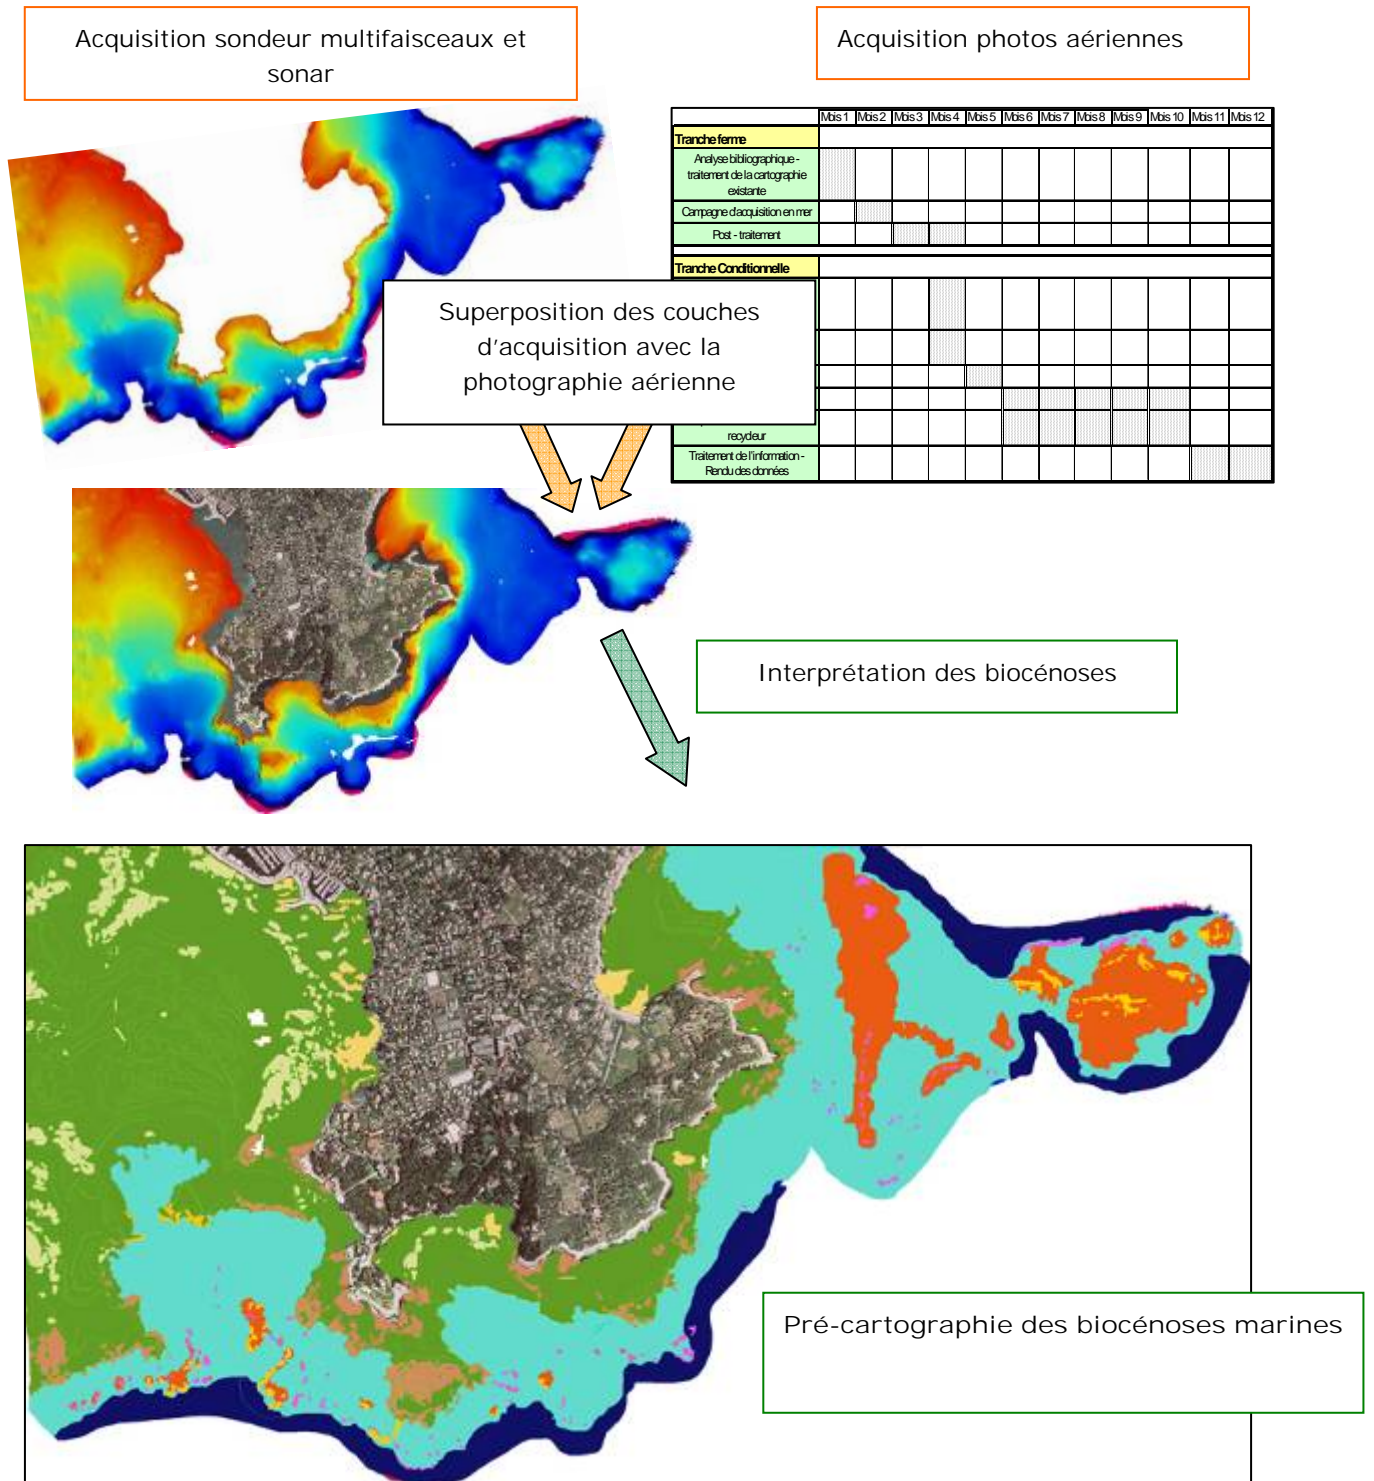 Acquisition sondeur multifaisceaux et
sonar
Acquisition photos aériennes
Mois 1 Mois 2 Mois 3 Mois 4 Mois 5 Mois 6 Mois 7 Mois 8 Mois 9 Mois 10 Mois 11 Mois 12
Tranche ferme
Analyse bibliographique -
traitement de la cartographie
existante
Campagne d'acquisition en mer
Post - traitement
Tranche Conditionnelle
recycleur
Traitement de l'information -
Rendu des données
Superposition des couches
d'acquisition avec la
photographie aérienne
Interprétation des biocénoses
Pré-cartographie des biocénoses marines